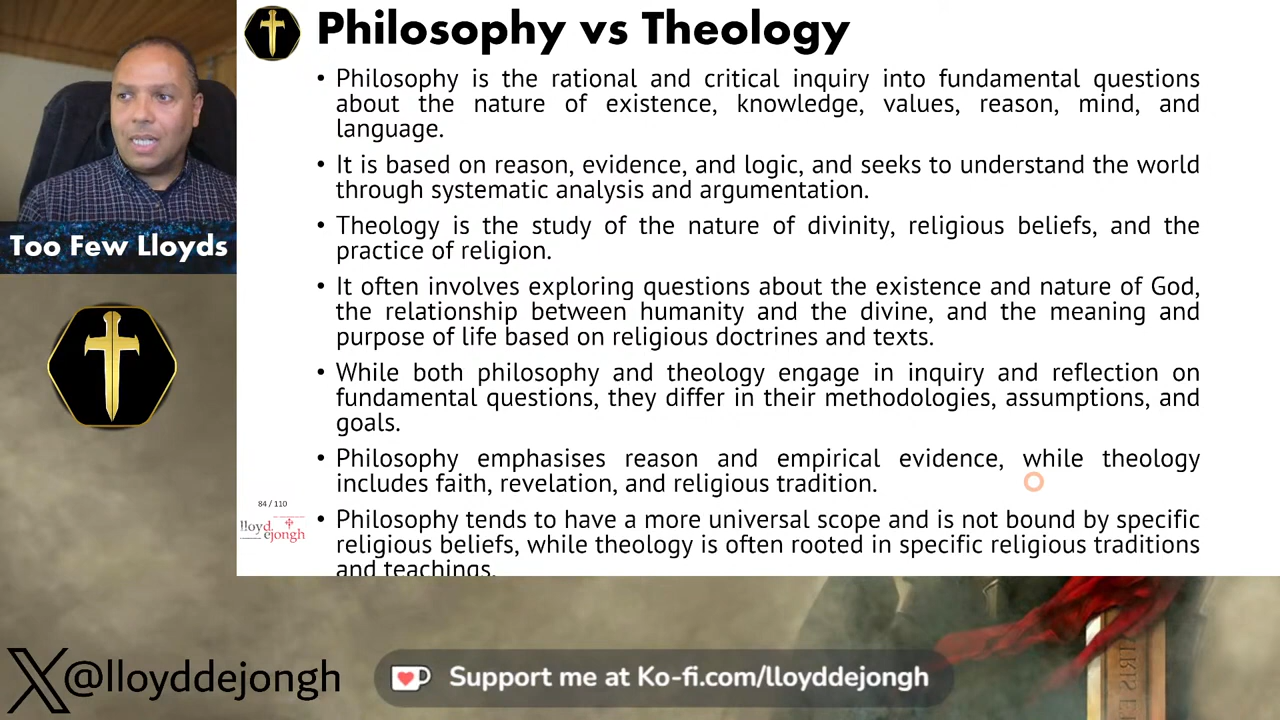 Philosophy vs Theology
• Philosophy is the rational and critical inquiry into fundamental questions
about the nature of existence, knowledge, values, reason, mind, and
language.
• It is based on reason, evidence, and logic, and seeks to understand the world
through systematic analysis and argumentation.
• Theology is the study of the nature of divinity, religious beliefs, and the
practice of religion.
• It often involves exploring questions about the existence and nature of God,
the relationship between humanity and the divine, and the meaning and
purpose of life based on religious doctrines and texts.
• While both philosophy and theology engage in inquiry and reflection on
fundamental questions, they differ in their methodologies, assumptions, and
goals.
• Philosophy emphasises reason and empirical evidence, while theology
includes faith, revelation, and religious tradition.
• Philosophy tends to have a more universal scope and is not bound by specific
religious beliefs, while theology is often rooted in specific religious traditions
and teachings.
Too Few Lloyds
84 / 110
lloyd
dejongh
X@lloyddejongh
Support me at Ko-fi.com/lloyddejongh